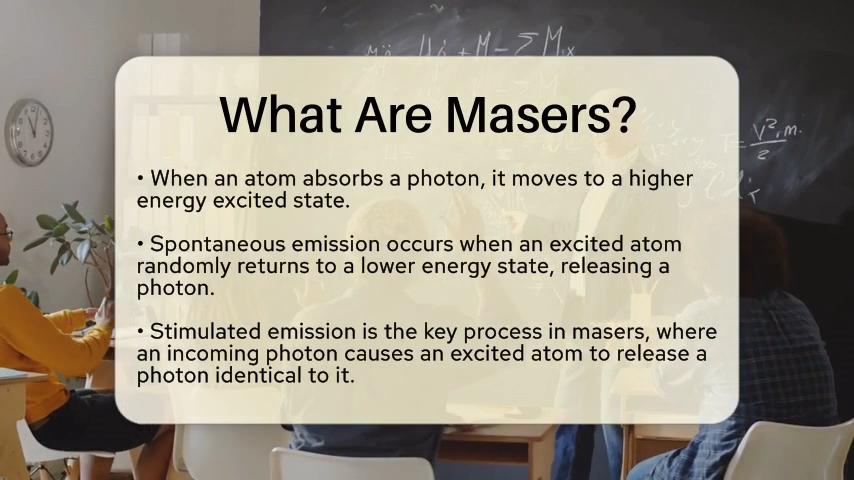 What Are Masers?
• When an atom absorbs a photon, it moves to a higher
energy excited state.
• Spontaneous emission occurs when an excited atom
randomly returns to a lower energy state, releasing a
photon.
• Stimulated emission is the key process in masers, where
an incoming photon causes an excited atom to release a
photon identical to it.